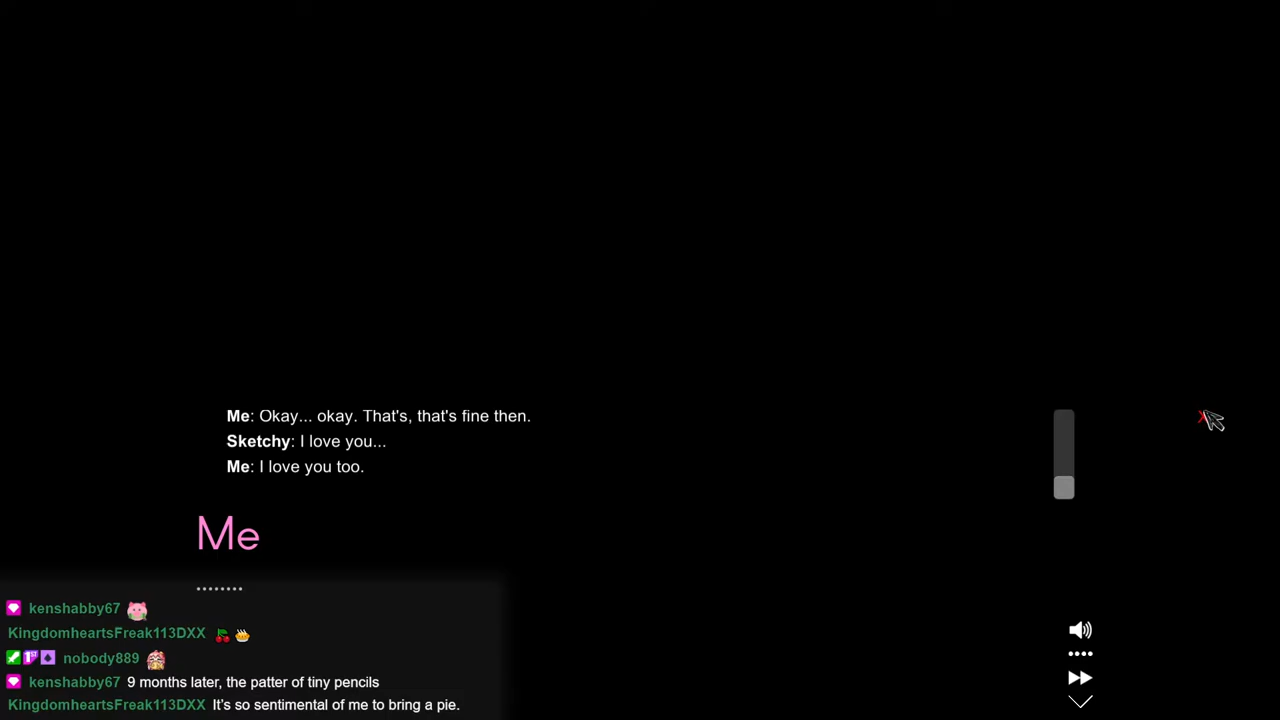 Me: Okay... okay. That's, that's fine then.
Sketchy: I love you...
Me: I love you too.
Me
........
kenshabby67
KingdomheartsFreak113DXX
nobody889
kenshabby67 9 months later, the patter of tiny pencils
KingdomheartsFreak113DXX It's so sentimental of me to bring a pie.